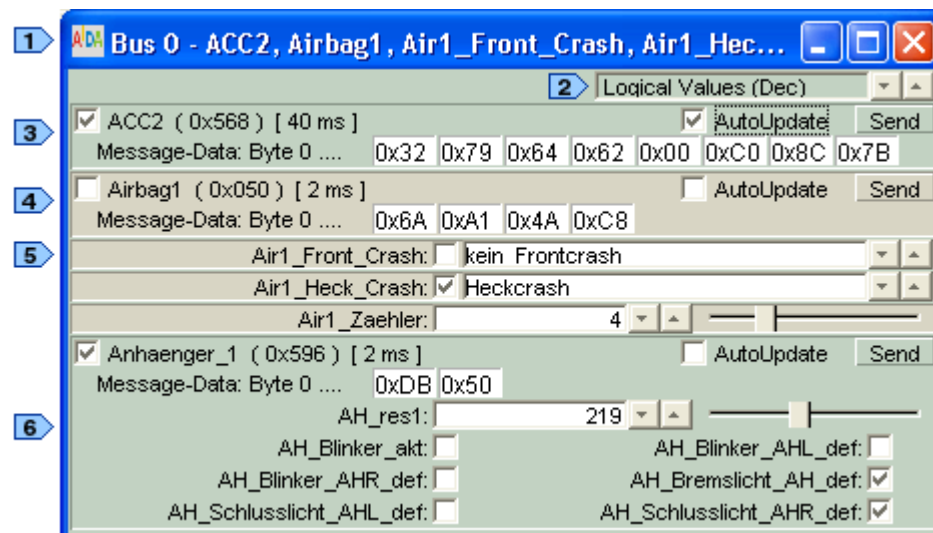 1 AIDA Bus 0 - ACC2, Airbag1, Air1_Front_Crash, Air1_Hec...
2 Logical Values (Dec)
3 ACC2 ( 0x568 ) [ 40 ms ] AutoUpdate Send
Message-Data: Byte 0 .... 0x32 0x79 0x64 0x62 0x00 0xC0 0x8C 0x7B
4 Airbag1 ( 0x050 ) [ 2 ms ] AutoUpdate Send
Message-Data: Byte 0 .... 0x6A 0xA1 0x4A 0xC8
5 Air1_Front_Crash: kein Frontcrash
Air1_Heck_Crash: Heckcrash
Air1_Zaehler: 4
Anhaenger_1 ( 0x596 ) [ 2 ms ] AutoUpdate Send
Message-Data: Byte 0 .... 0xDB 0x50
6 AH_res1: 219
AH_Blinker_akt: AH_Blinker_AHL_def:
AH_Blinker_AHR_def: AH_Bremslicht_AH_def:
AH_Schlusslicht_AHL_def: AH_Schlusslicht_AHR_def: